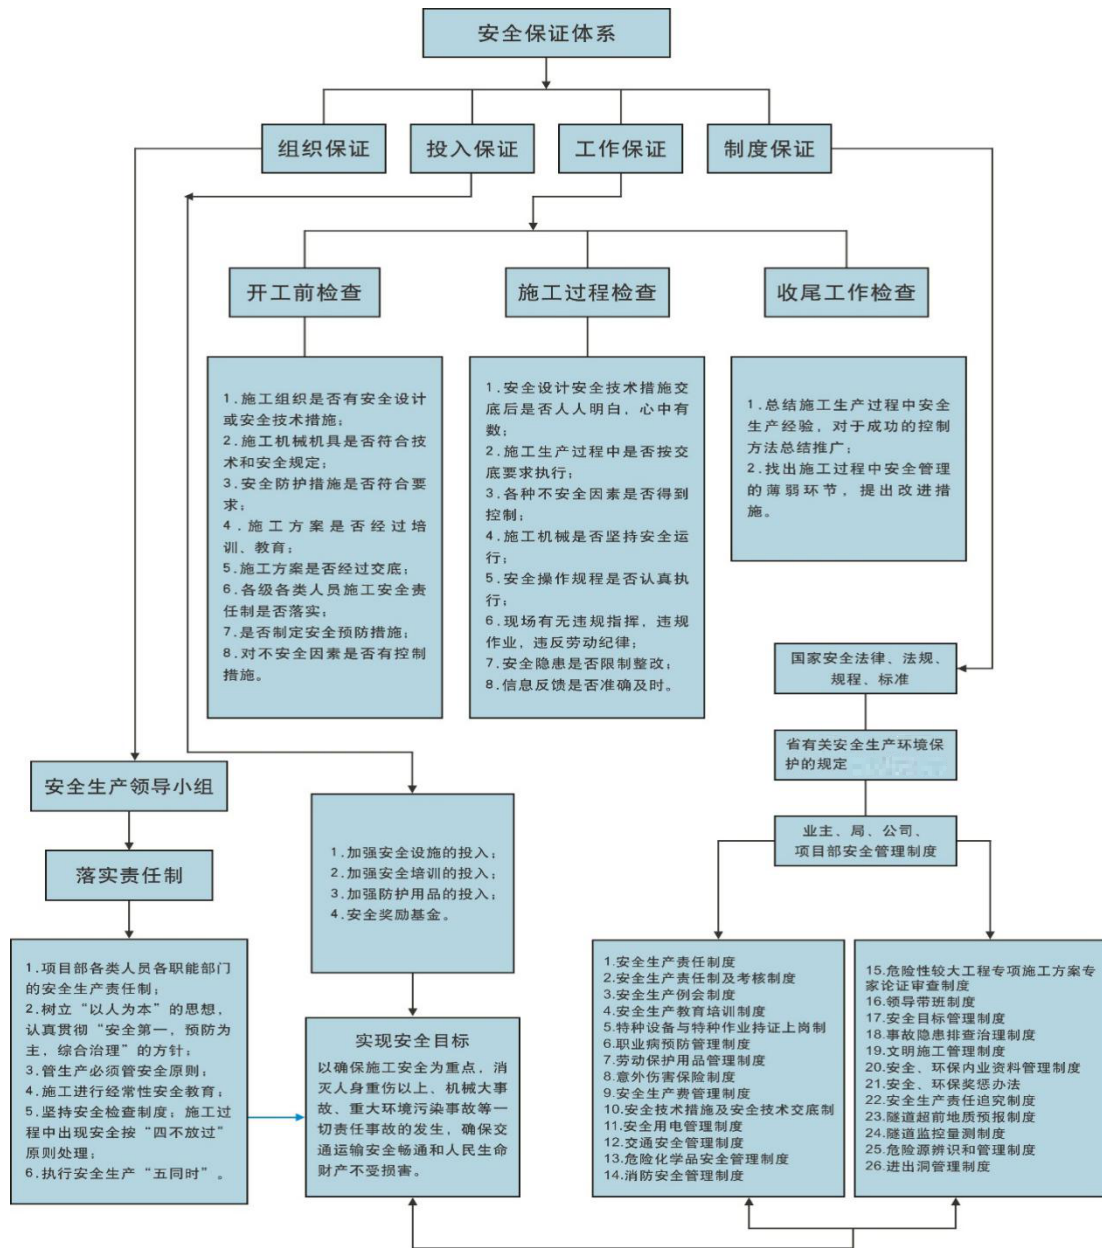 安全保证体系
组织保证
投入保证
工作保证
制度保证
开工前检查
施工过程检查
收尾工作检查
1.施工组织是否有安全设计
或安全技术措施;
2.施工机械机具是否符合技
术和安全规定;
3.安全防护措施是否符合要
求;
4.施工方案是否经过培
训、教育;
5.施工方案是否经过交底;
6.各级各类人员施工安全责
任制是否落实;
7.是否制定安全预防措施;
8.对不安全因素是否有控制
措施。
1.安全设计安全技术措施交
底后是否人人明白，心中有
数;
2.施工生产过程中是否按交
底要求执行;
3.各种不安全因素是否得到
控制;
4.施工机械是否坚持安全运
行;
5.安全操作规程是否认真执
行;
6.现场有无违规指挥，违规
作业，违反劳动纪律;
7.安全隐患是否限制整改;
8.信息反馈是否准确及时。
1.总结施工生产过程中安全
生产经验，对于成功的控制
方法总结推广;
2.找出施工过程中安全管理
的薄弱环节，提出改进措
施。
国家安全法律、法规、
规程、标准
省有关安全生产环境保
护的规定
业主、局、公司、
项目部安全管理制度
安全生产领导小组
落实责任制
1.项目部各类人员各职能部门
的安全生产责任制;
2.树立“以人为本”的思想，
认真贯彻“安全第一，预防为
主，综合治理”的方针;
3.管生产必须管安全原则;
4.施工进行经常性安全教育;
5.坚持安全检查制度;施工过
程中出现安全按“四不放过”
原则处理;
6.执行安全生产“五同时”。
1.加强安全设施的投入;
2.加强安全培训的投入;
3.加强防护用品的投入;
4.安全奖励基金。
实现安全目标
以确保施工安全为重点，消
灭人身重伤以上、机械大事
故、重大环境污染事故等一
切责任事故的发生，确保交
通运输安全畅通和人民生命
财产不受损害。
1.安全生产责任制度
2.安全生产责任制及考核制度
3.安全生产例会制度
4.安全生产教育培训制度
5.特种设备与特种作业持证上岗制
6.职业病预防管理制度
7.劳动保护用品管理制度
8.意外伤害保险制度
9.安全生产费管理制度
10.安全技术措施及安全技术交底制
11.安全用电管理制度
12.交通安全管理制度
13.危险化学品安全管理制度
14.消防安全管理制度
15.危险性较大工程专项施工方案专
家论证审查制度
16.领导带班制度
17.安全目标管理制度
18.事故隐患排查治理制度
19.文明施工管理制度
20.安全、环保内业资料管理制度
21.安全、环保奖惩办法
22.安全生产责任追究制度
23.隧道超前地质预报制度
24.隧道监控量测制度
25.危险源辨识和管理制度
26.进出洞管理制度